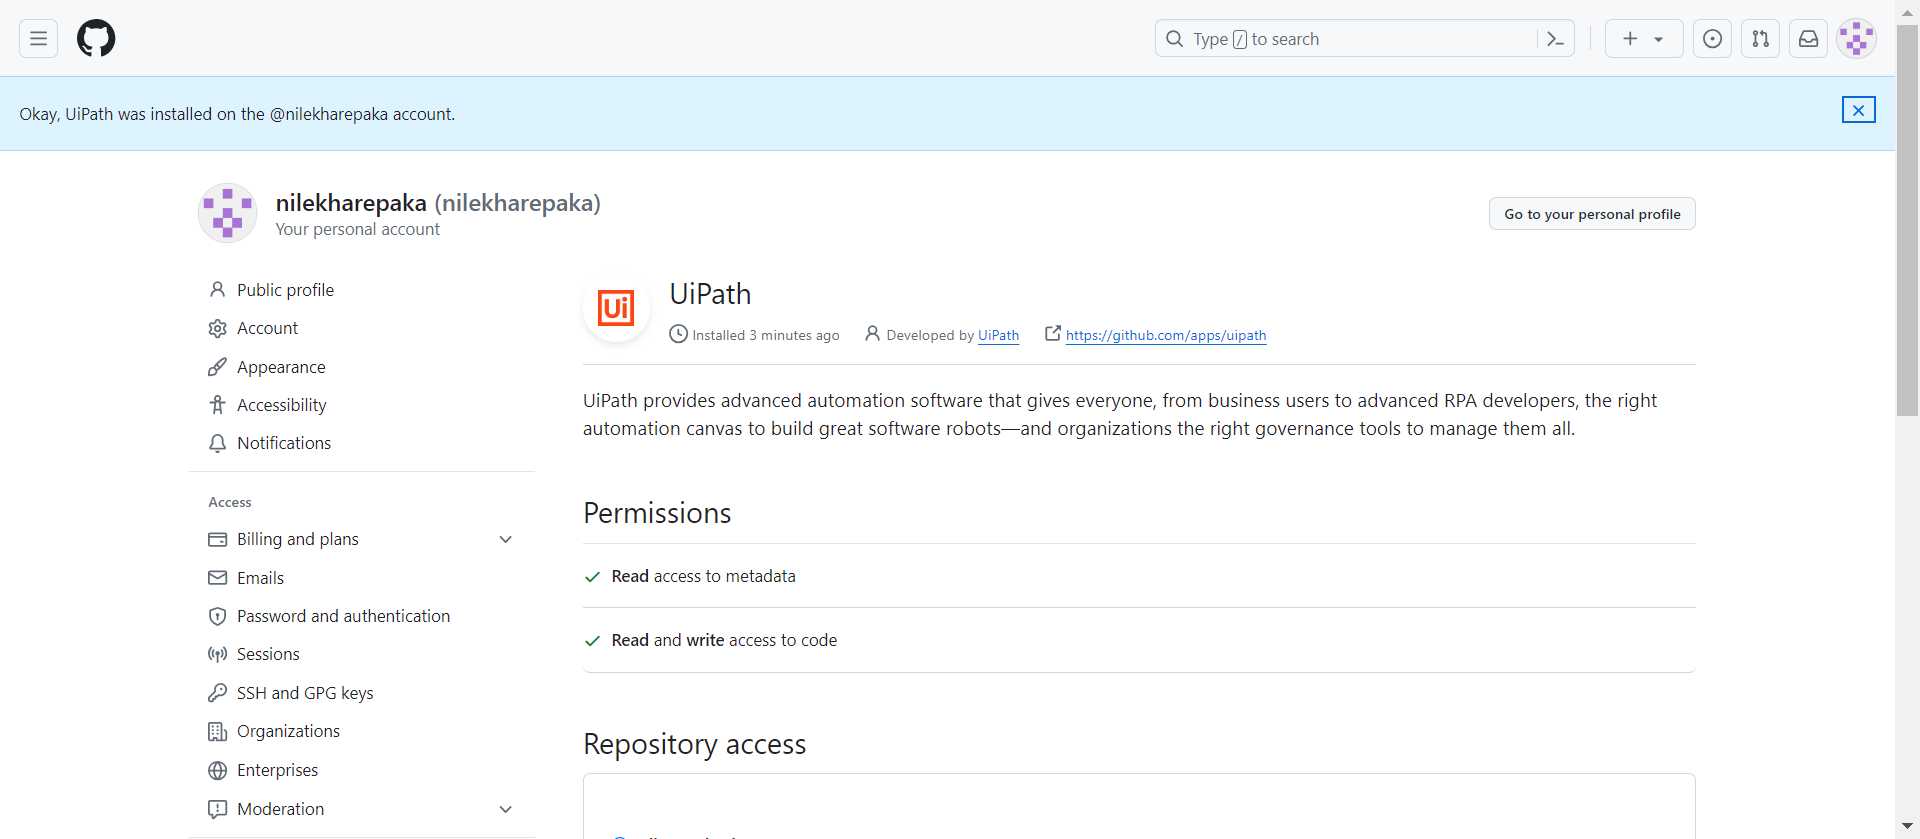 Type / to search
Okay, UiPath was installed on the @nilekharepaka account.
nilekharepaka (nilekharepaka)
Your personal account
Go to your personal profile
Public profile
Account
Appearance
Accessibility
Notifications
Access
Billing and plans
Emails
Password and authentication
Sessions
SSH and GPG keys
Organizations
Enterprises
Moderation
Ui
UiPath
Installed 3 minutes ago
Developed by UiPath
https://github.com/apps/uipath
UiPath provides advanced automation software that gives everyone, from business users to advanced RPA developers, the right
automation canvas to build great software robots—and organizations the right governance tools to manage them all.
Permissions
Read access to metadata
Read and write access to code
Repository access